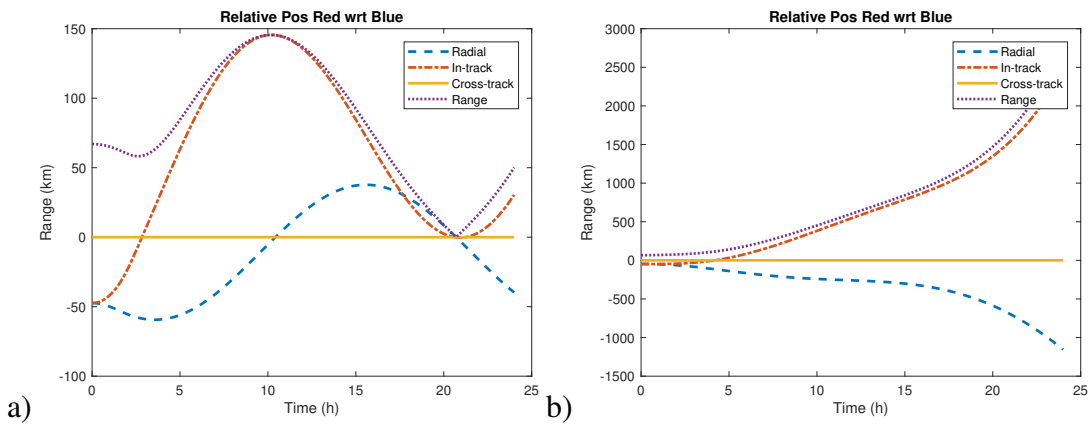 Relative Pos Red wrt Blue
150
100
50
0
-50
-100
Range (km)
0 5 10 15 20 25
Time (h)
Radial
In-track
Cross-track
Range
a)
Relative Pos Red wrt Blue
3000
2500
2000
1500
1000
500
0
-500
-1000
-1500
Range (km)
0 5 10 15 20 25
Time (h)
Radial
In-track
Cross-track
Range
b)